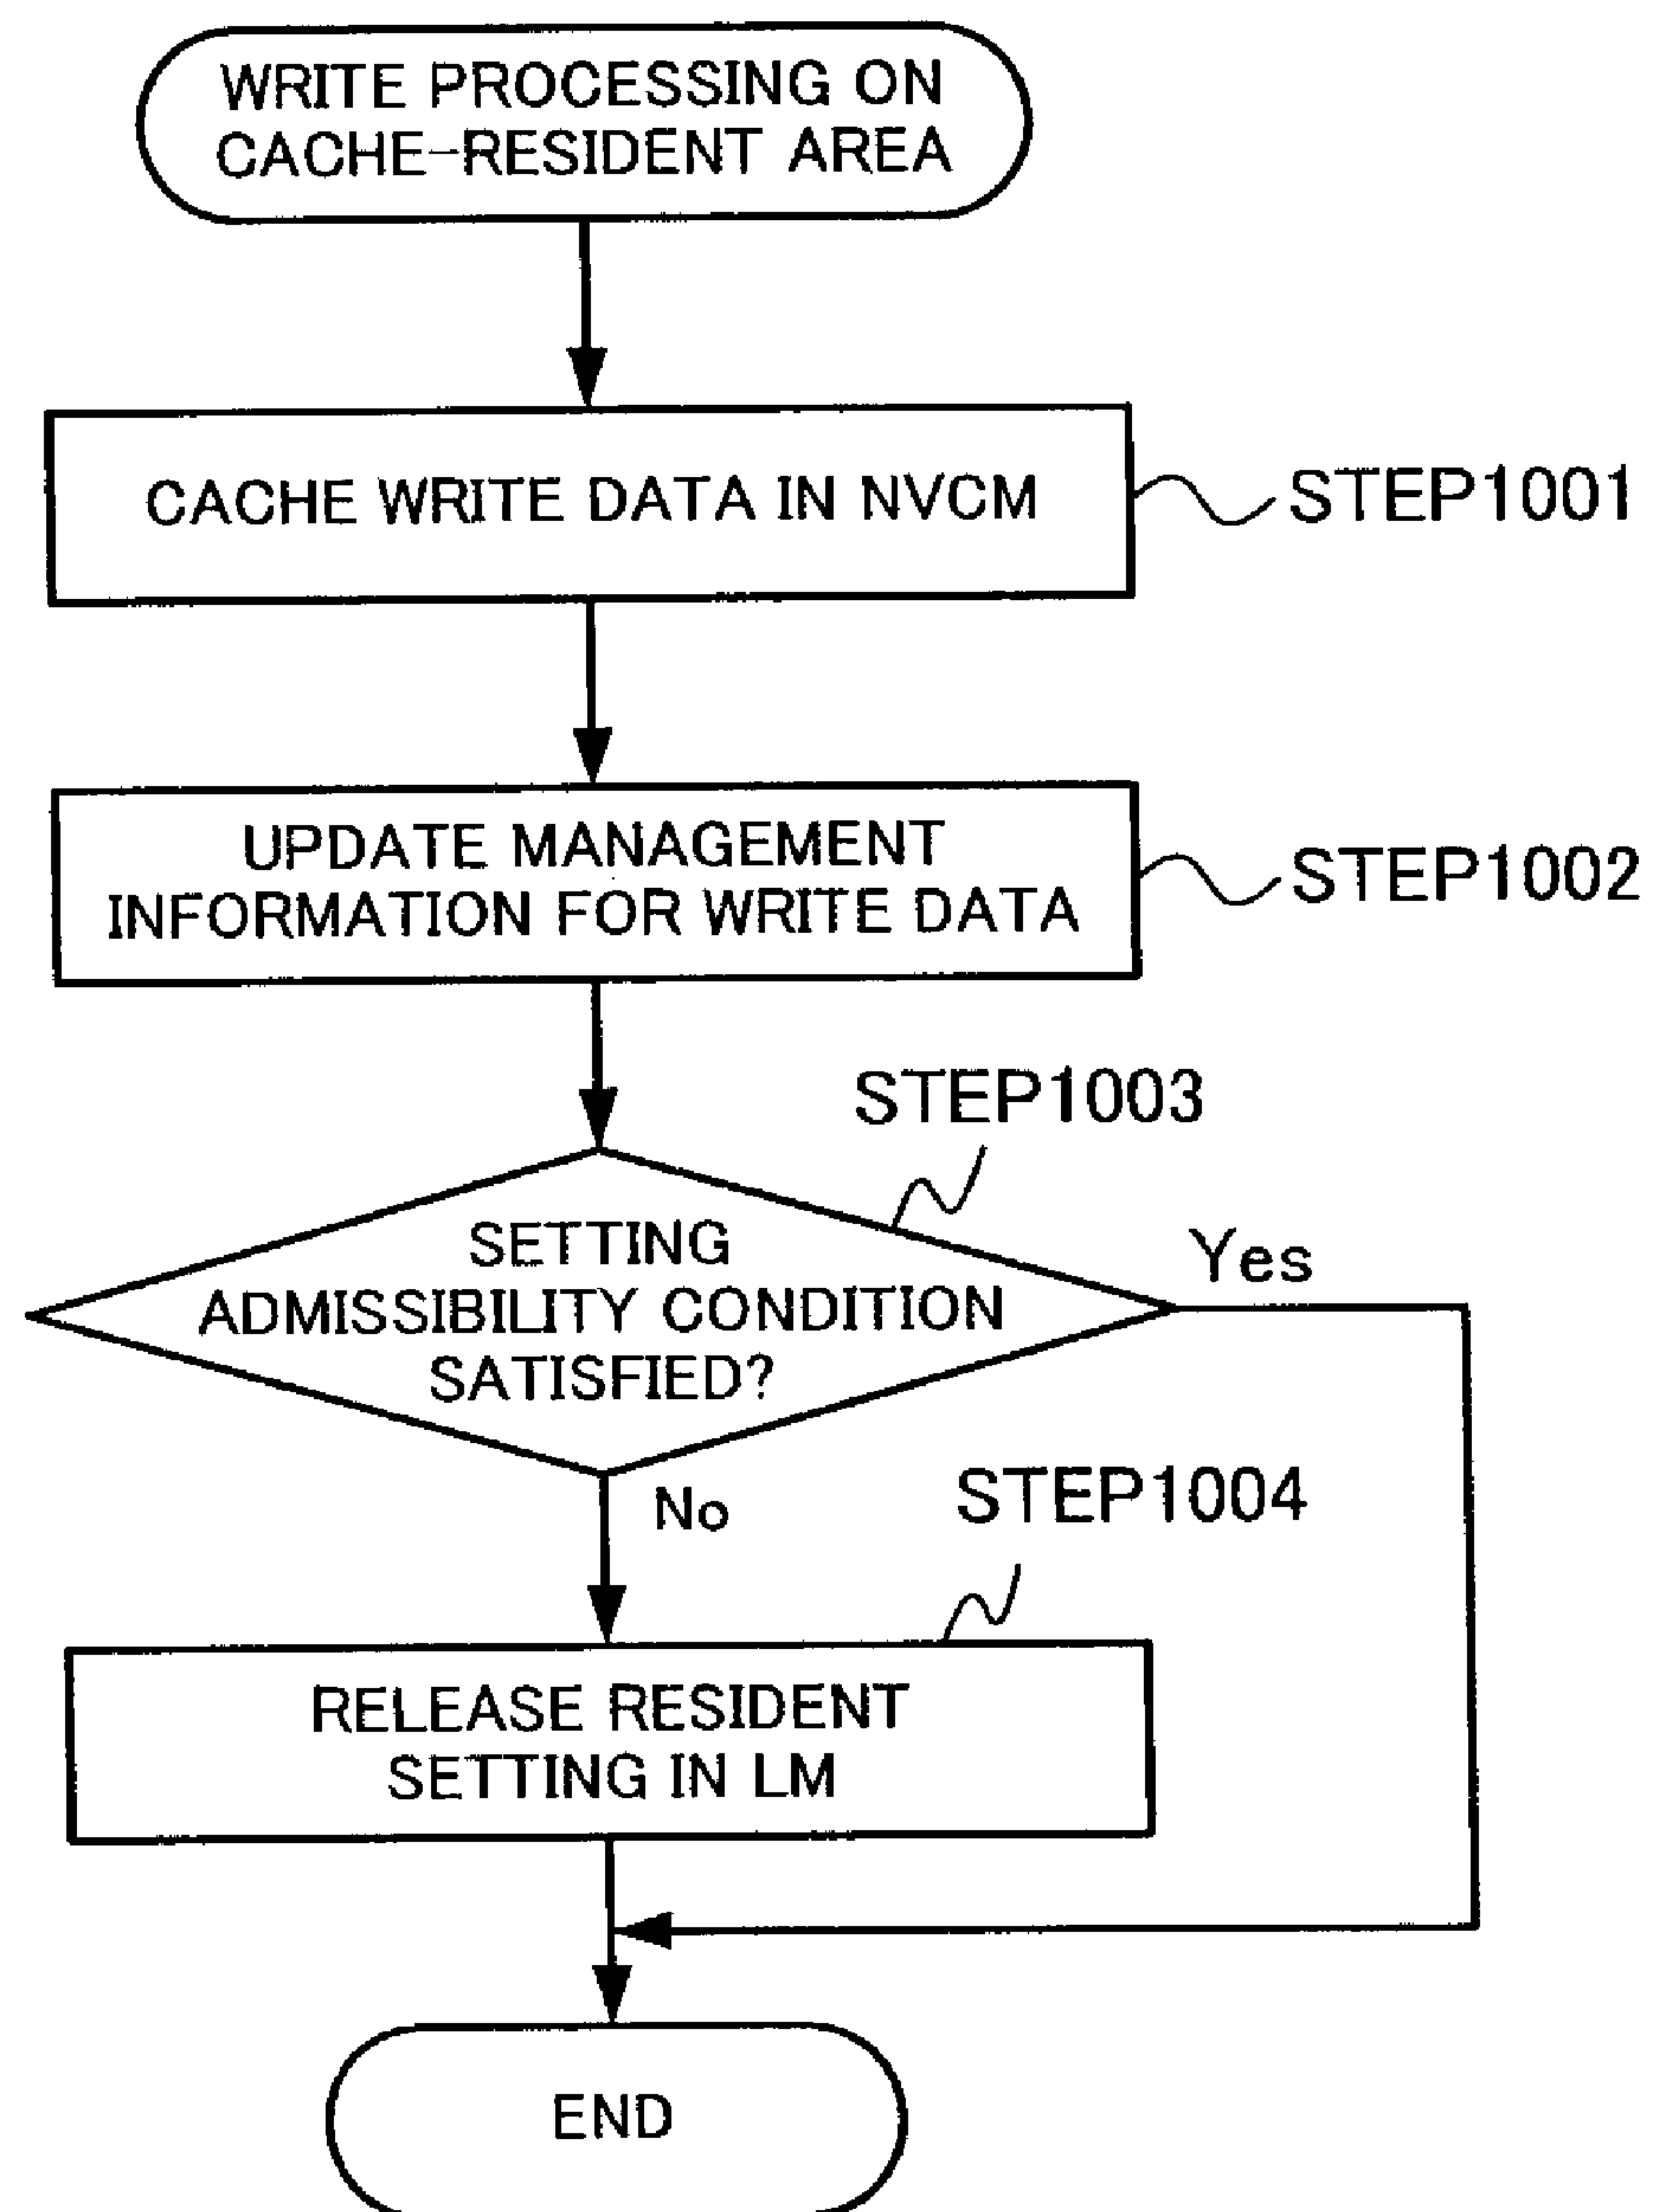 WRITE PROCESSING ON
CACHE-RESIDENT AREA
CACHE WRITE DATA IN NVCM
STEP1001
UPDATE MANAGEMENT
INFORMATION FOR WRITE DATA
STEP1002
STEP1003
SETTING
ADMISSIBILITY CONDITION
SATISFIED?
Yes
No
STEP1004
RELEASE RESIDENT
SETTING IN LM
END